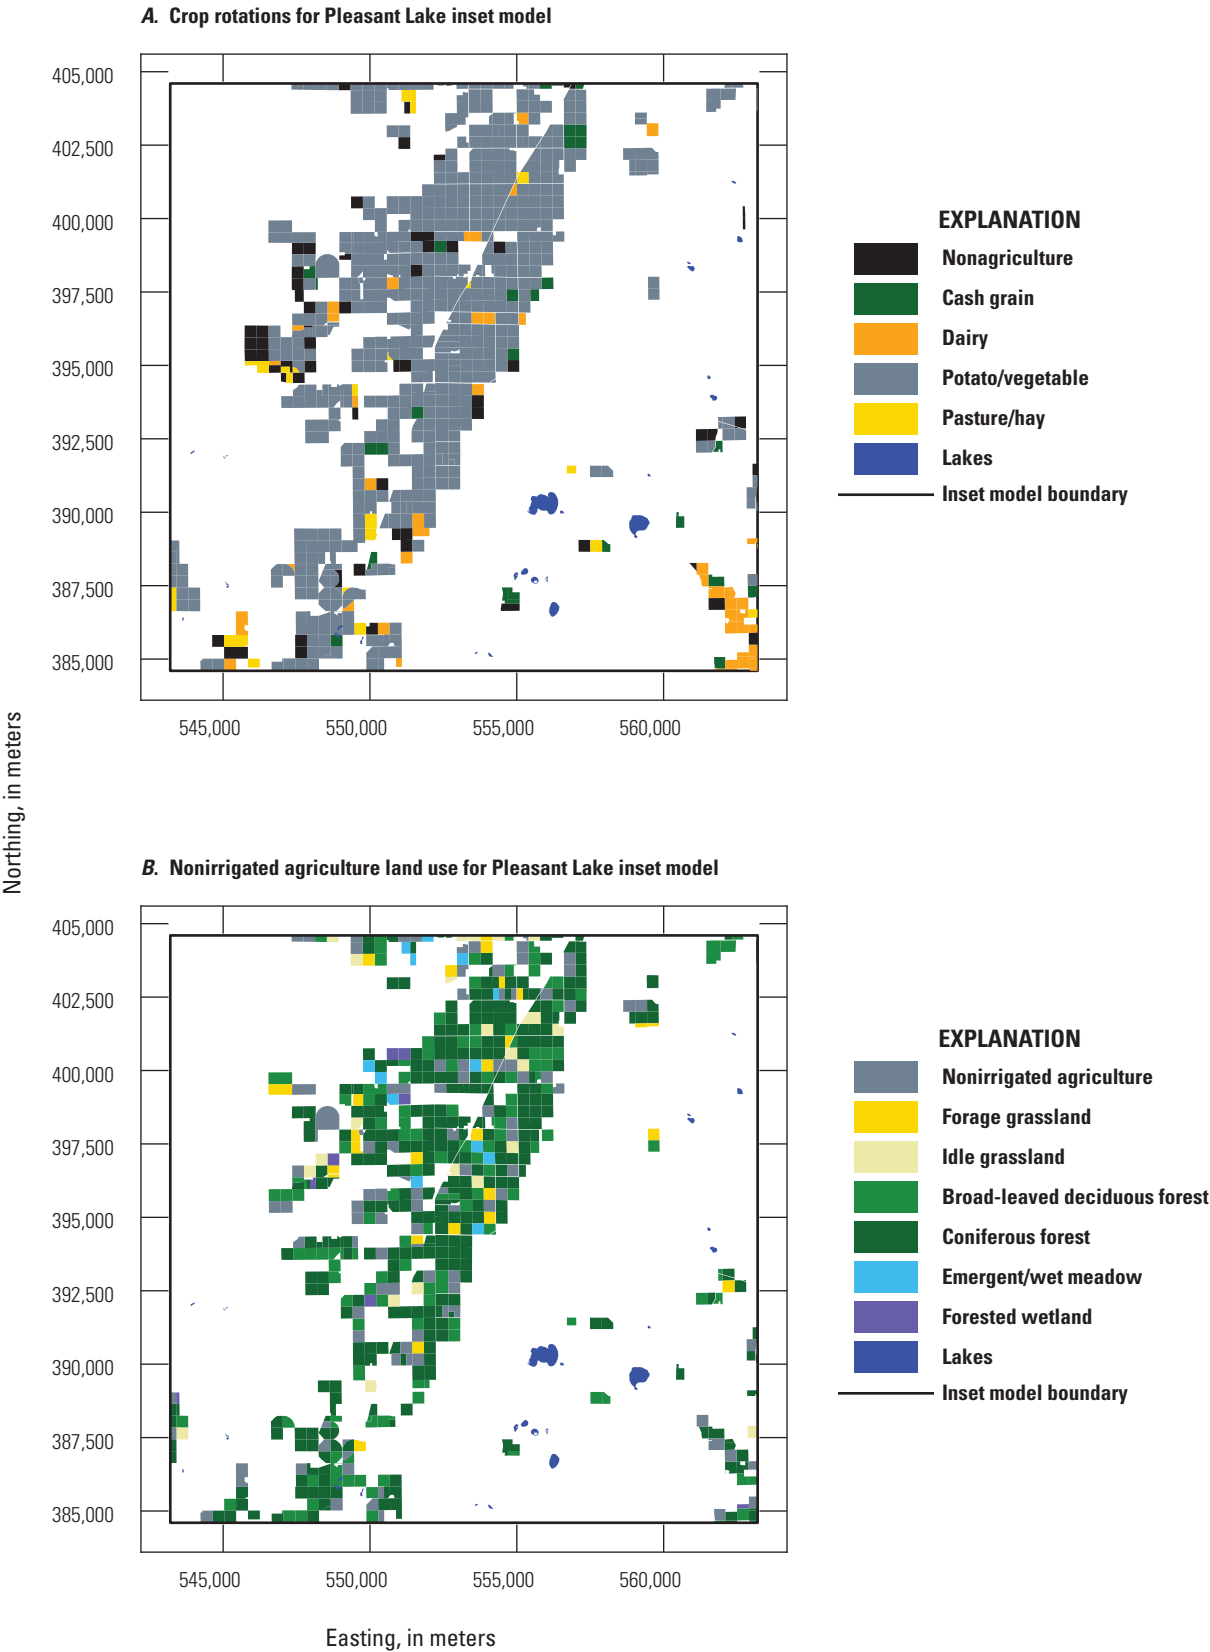 A. Crop rotations for Pleasant Lake inset model
405,000
402,500
400,000
397,500
395,000
392,500
390,000
387,500
385,000
545,000 550,000 555,000 560,000
EXPLANATION
Nonagriculture
Cash grain
Dairy
Potato/vegetable
Pasture/hay
Lakes
Inset model boundary
Northing, in meters
B. Nonirrigated agriculture land use for Pleasant Lake inset model
405,000
402,500
400,000
397,500
395,000
392,500
390,000
387,500
385,000
545,000 550,000 555,000 560,000
EXPLANATION
Nonirrigated agriculture
Forage grassland
Idle grassland
Broad-leaved deciduous forest
Coniferous forest
Emergent/wet meadow
Forested wetland
Lakes
Inset model boundary
Easting, in meters